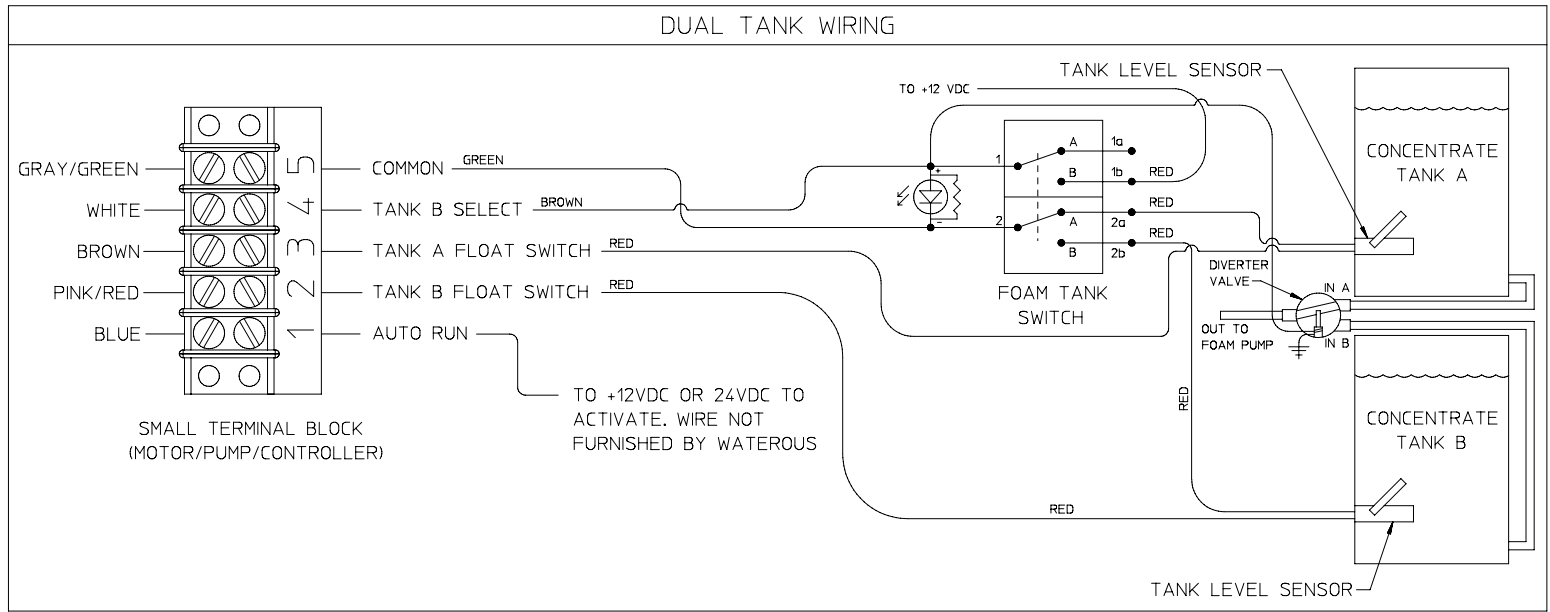 DUAL TANK WIRING
TANK LEVEL SENSOR
TO +12 VDC
GRAY/GREEN
5
COMMON
GREEN
WHITE
4
TANK B SELECT
BROWN
BROWN
3
TANK A FLOAT SWITCH
RED
PINK/RED
2
TANK B FLOAT SWITCH
RED
BLUE
1
AUTO RUN
TO +12VDC OR 24VDC TO
ACTIVATE. WIRE NOT
FURNISHED BY WATEROUS
SMALL TERMINAL BLOCK
(MOTOR/PUMP/CONTROLLER)
+
-
1
A
1a
B
1b
RED
2
A
2a
RED
B
2b
RED
FOAM TANK
SWITCH
CONCENTRATE
TANK A
DIVERTER
VALVE
IN A
OUT TO
FOAM PUMP
IN B
RED
CONCENTRATE
TANK B
RED
TANK LEVEL SENSOR